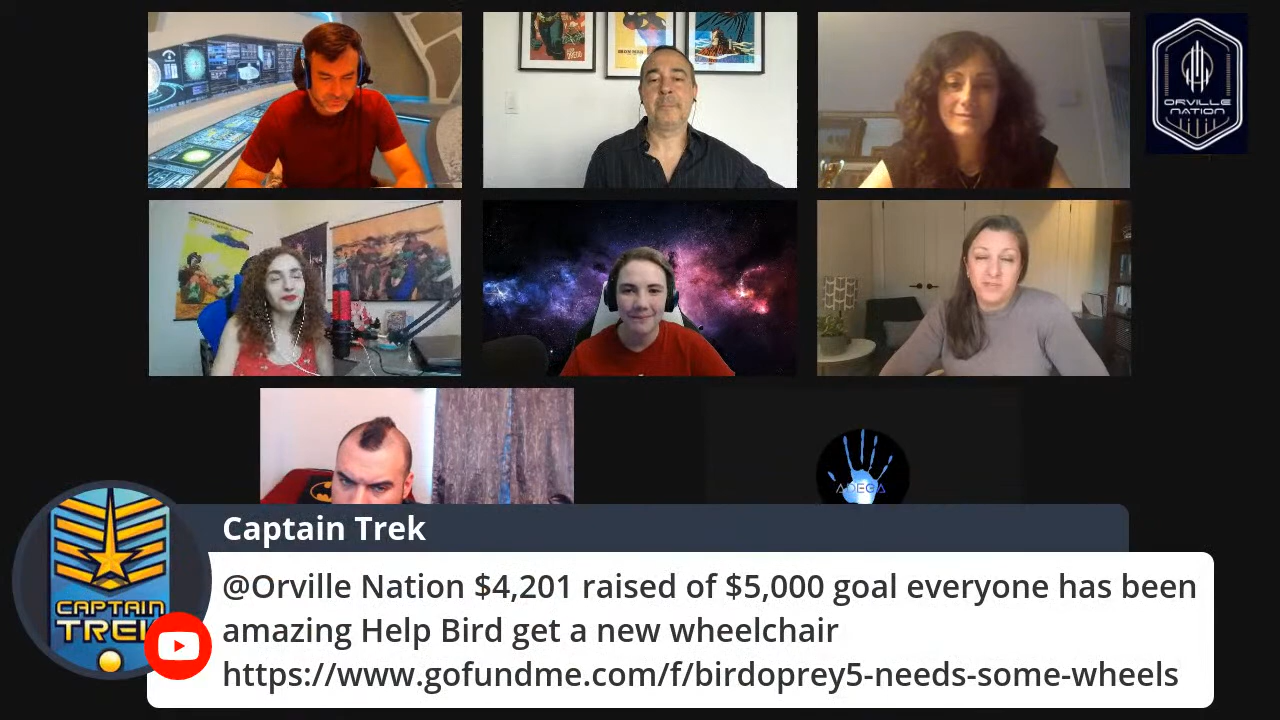 ORVILLE
NATION
ADEGA
CAPTAIN
TREK
Captain Trek
@Orville Nation $4,201 raised of $5,000 goal everyone has been
amazing Help Bird get a new wheelchair
https://www.gofundme.com/f/birdoprey5-needs-some-wheels